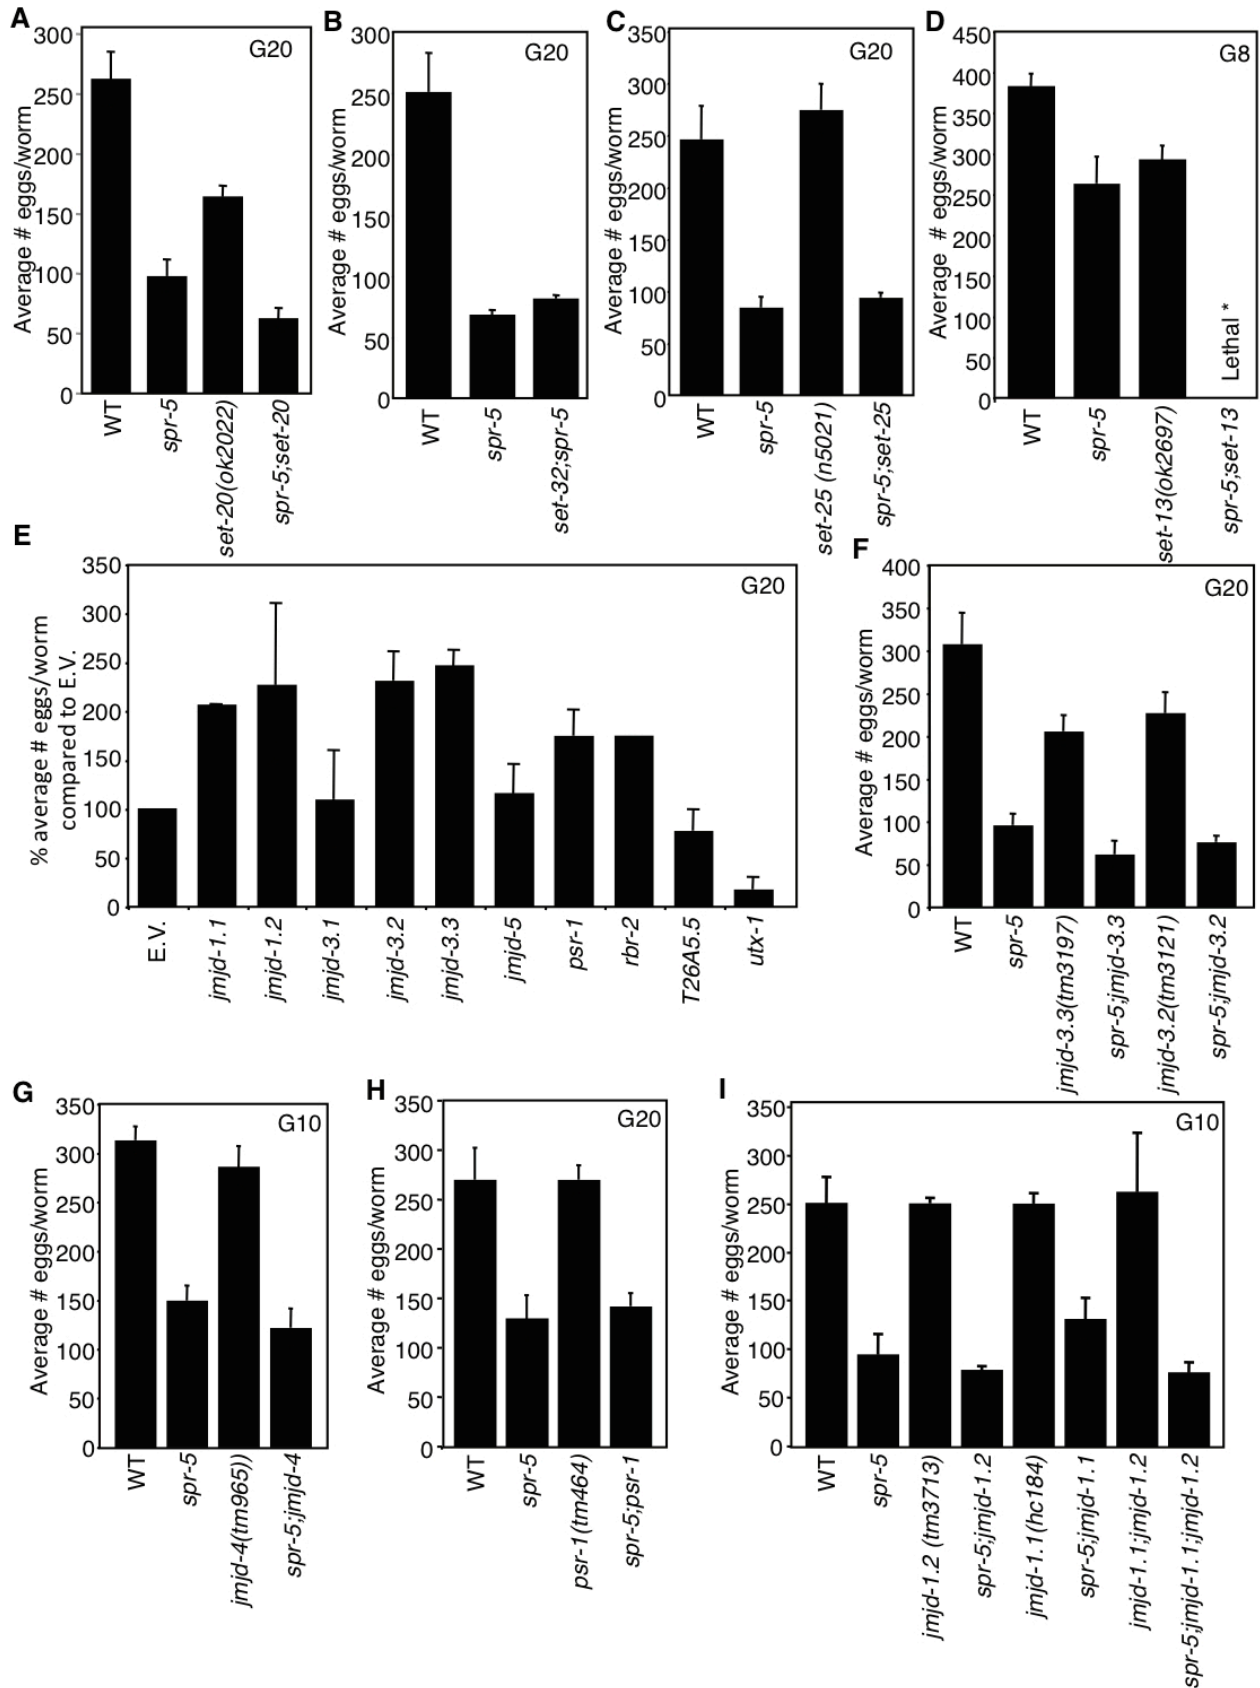 A
G20
Average # eggs/worm
300
250
200
150
100
50
0
WT
spr-5
set-20(ok2022)
spr-5;set-20
B
G20
Average # eggs/worm
300
250
200
150
100
50
0
WT
spr-5
set-32;spr-5
C
G20
Average # eggs/worm
350
300
250
200
150
100
50
0
WT
spr-5
set-25 (n5021)
spr-5;set-25
D
G8
Average # eggs/worm
450
400
350
300
250
200
150
100
50
0
Lethal *
WT
spr-5
set-13(ok2697)
spr-5;set-13
E
G20
% average # eggs/worm
compared to E.V.
350
300
250
200
150
100
50
0
E.V.
jmjd-1.1
jmjd-1.2
jmjd-3.1
jmjd-3.2
jmjd-3.3
jmjd-5
psr-1
rbr-2
T26A5.5
utx-1
F
G20
Average # eggs/worm
400
350
300
250
200
150
100
50
0
WT
spr-5
jmjd-3.3(tm3197)
spr-5;jmjd-3.3
jmjd-3.2(tm3121)
spr-5;jmjd-3.2
G
G10
Average # eggs/worm
350
300
250
200
150
100
50
0
WT
spr-5
jmjd-4(tm965))
spr-5;jmjd-4
H
G20
Average # eggs/worm
350
300
250
200
150
100
50
0
WT
spr-5
psr-1(tm464)
spr-5;psr-1
I
G10
Average # eggs/worm
350
300
250
200
150
100
50
0
WT
spr-5
jmjd-1.2 (tm3713)
spr-5;jmjd-1.2
jmjd-1.1(hc184)
spr-5;jmjd-1.1
jmjd-1.1;jmjd-1.2
spr-5;jmjd-1.1;jmjd-1.2